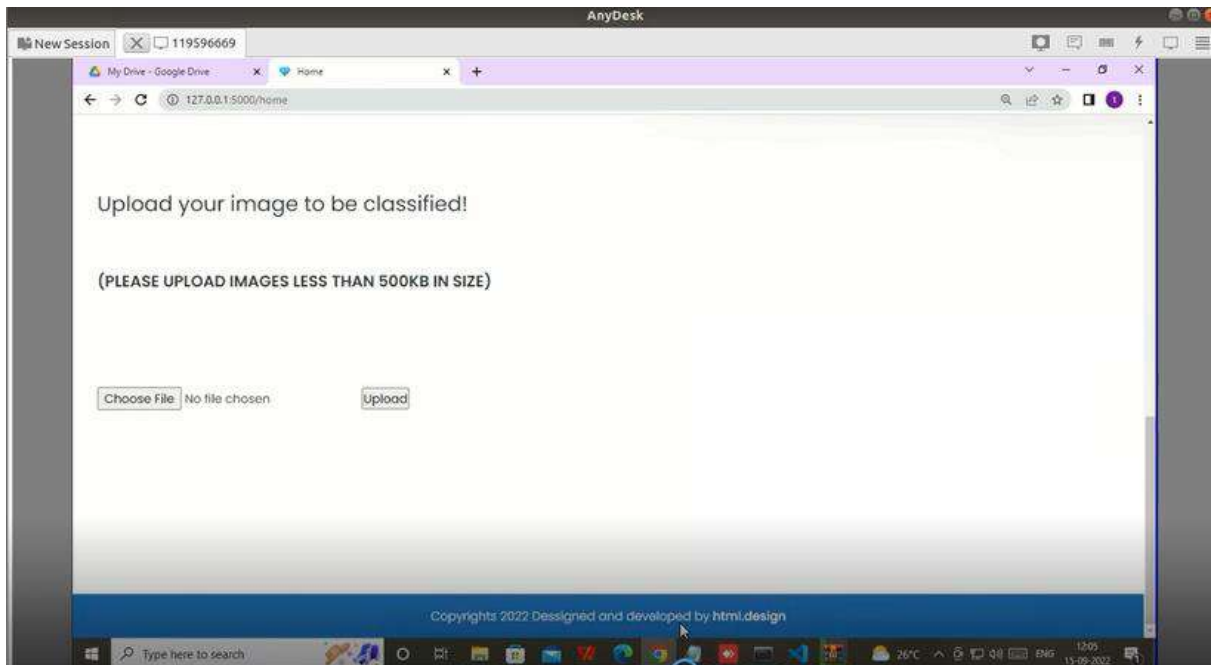 AnyDesk
New Session
119596669
My Drive - Google Drive
Home
127.0.0.1:5000/home
1
Upload your image to be classified!
(PLEASE UPLOAD IMAGES LESS THAN 500KB IN SIZE)
Choose File No file chosen Upload
Copyrights 2022 Dessigned and developed by html.design
Type here to search
26°C
ENG
12:05
15-09-2022